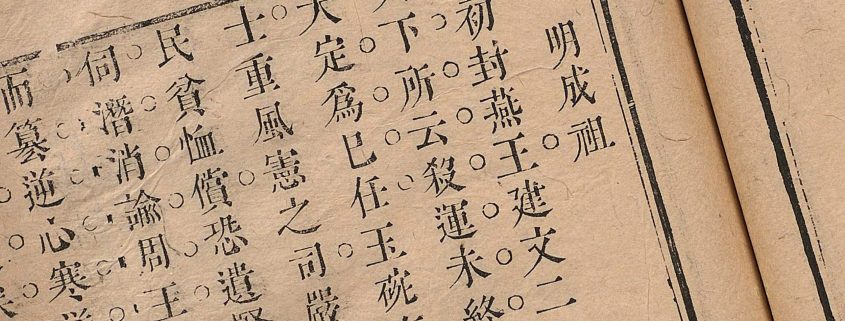 明成祖
初封燕王建文二
下所云殺運未終
定爲巳任玉碗
士重風憲之司嚴
民貧恤償恐遺
伺潛消諭周王
而篡逆心寒